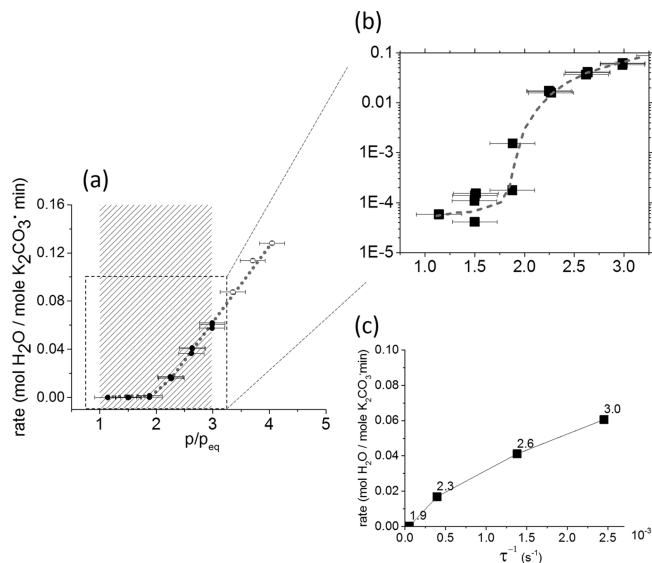 (b)
0.1
0.01
1E-3
1E-4
1E-5
1.0 1.5 2.0 2.5 3.0
(a)
0.16
0.12
0.08
0.04
0.00
rate (mol H₂O / mole K₂CO₃· min)
1 2 3 4 5
p/pₑq
(c)
0.10
0.08
0.06
0.04
0.02
0.00
rate (mol H₂O / mole K₂CO₃·min)
3.0
2.6
2.3
1.9
0.0 0.5 1.0 1.5 2.0 2.5 10⁻³
τ⁻¹ (s⁻¹)